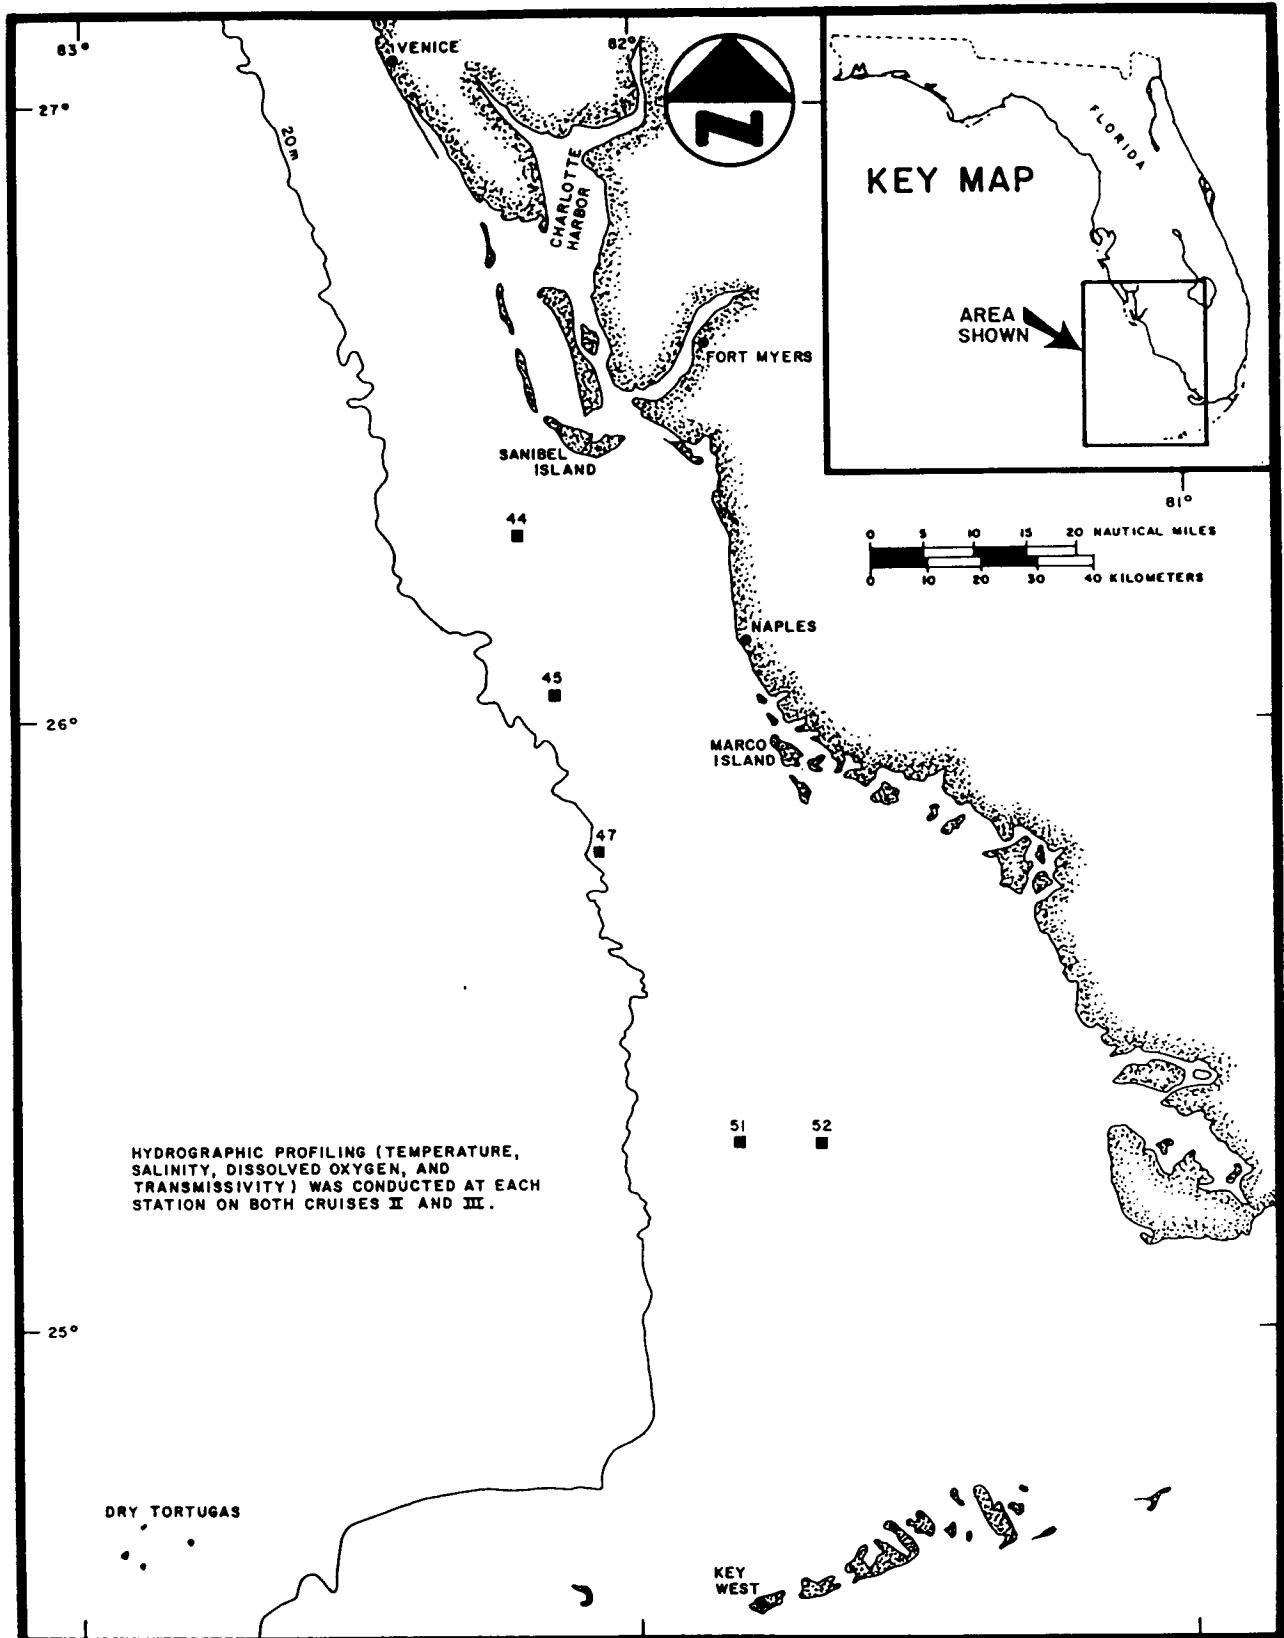 83°
VENICE
82°
27°
20m
CHARLOTTE
HARBOR
N
FLORIDA
KEY MAP
AREA
SHOWN
FORT MYERS
SANIBEL
ISLAND
81°
44
0 5 10 15 20 NAUTICAL MILES
0 10 20 30 40 KILOMETERS
NAPLES
45
26°
MARCO
ISLAND
47
51 52
HYDROGRAPHIC PROFILING (TEMPERATURE,
SALINITY, DISSOLVED OXYGEN, AND
TRANSMISSIVITY) WAS CONDUCTED AT EACH
STATION ON BOTH CRUISES II AND III.
25°
DRY TORTUGAS
KEY
WEST